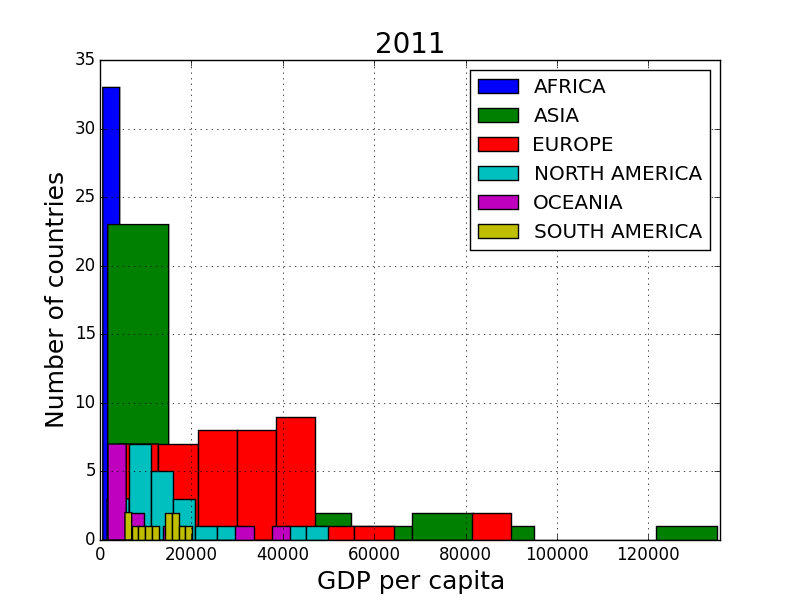 2011
35
30
25
20
15
10
5
0
Number of countries
AFRICA
ASIA
EUROPE
NORTH AMERICA
OCEANIA
SOUTH AMERICA
0 20000 40000 60000 80000 100000 120000
GDP per capita